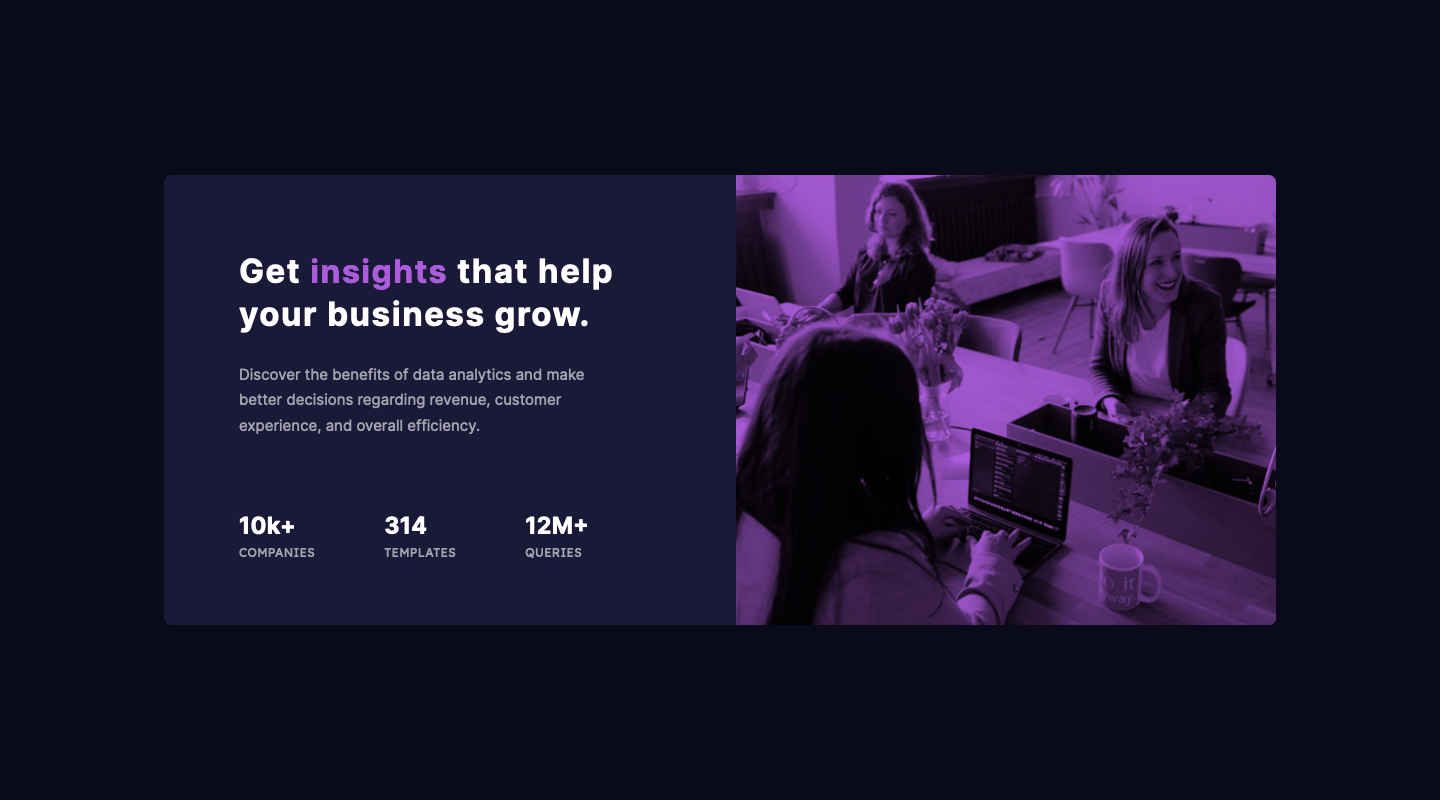 Get insights that help
your business grow.
Discover the benefits of data analytics and make
better decisions regarding revenue, customer
experience, and overall efficiency.
10k+ 314 12M+
COMPANIES TEMPLATES QUERIES